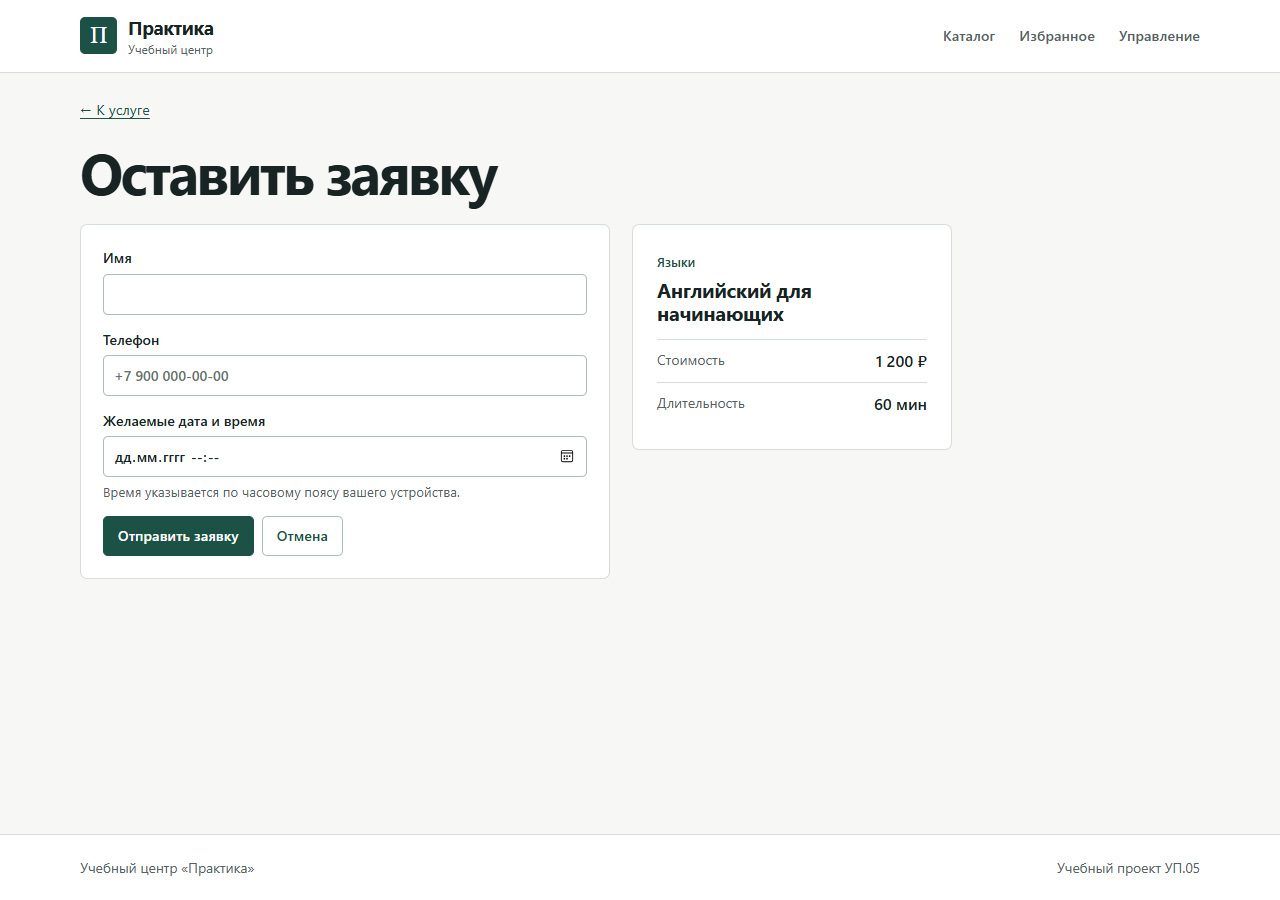 П
Практика
Учебный центр
Каталог
Избранное
Управление
← К услуге
Оставить заявку
Имя
Телефон
+7 900 000-00-00
Желаемые дата и время
дд.мм.гггг --:--
Время указывается по часовому поясу вашего устройства.
Отправить заявку
Отмена
Языки
Английский для
начинающих
Стоимость
1 200 ₽
Длительность
60 мин
Учебный центр «Практика»
Учебный проект УП.05